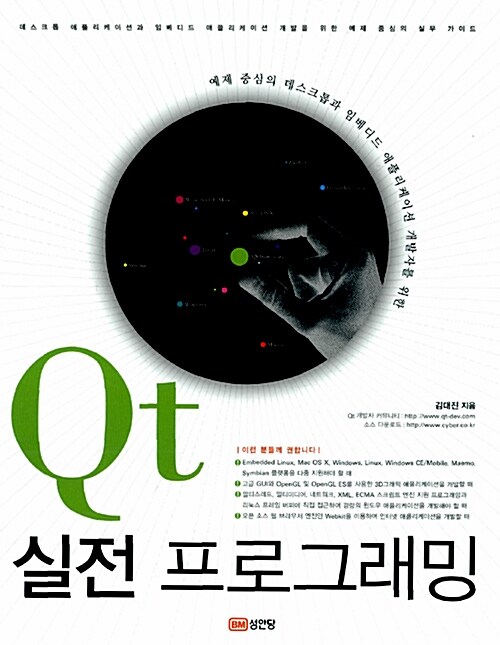 데스크톱 애플리케이션과 임베디드 애플리케이션 개발을 위한 예제 중심의 실무 가이드
예제 중심의 데스크톱과 임베디드 애플리케이션 개발자를 위한
Qt
김대진 지음
Qt 개발자 커뮤니티 : http://www.qt-dev.com
소스 다운로드 : http://www.cyber.co.kr
| 이런 분들께 권합니다 |
Embedded Linux, Mac OS X, Windows, Linux, Windows CE/Mobile, Maemo,
Symbian 플랫폼을 다중 지원해야 할 때
고급 GUI와 OpenGL 및 OpenGL ES를 사용한 3D그래픽 애플리케이션을 개발할 때
멀티스레드, 멀티미디어, 네트워크, XML, ECMA 스크립트 엔진 지원 프로그래밍과
리눅스 프레임 버퍼에 직접 접근하여 경량의 윈도우 애플리케이션을 개발해야 할 때
오픈 소스 웹 브라우저 엔진인 Webkit을 이용하여 인터넷 애플리케이션을 개발할 때
실전 프로그래밍
BM 성안당